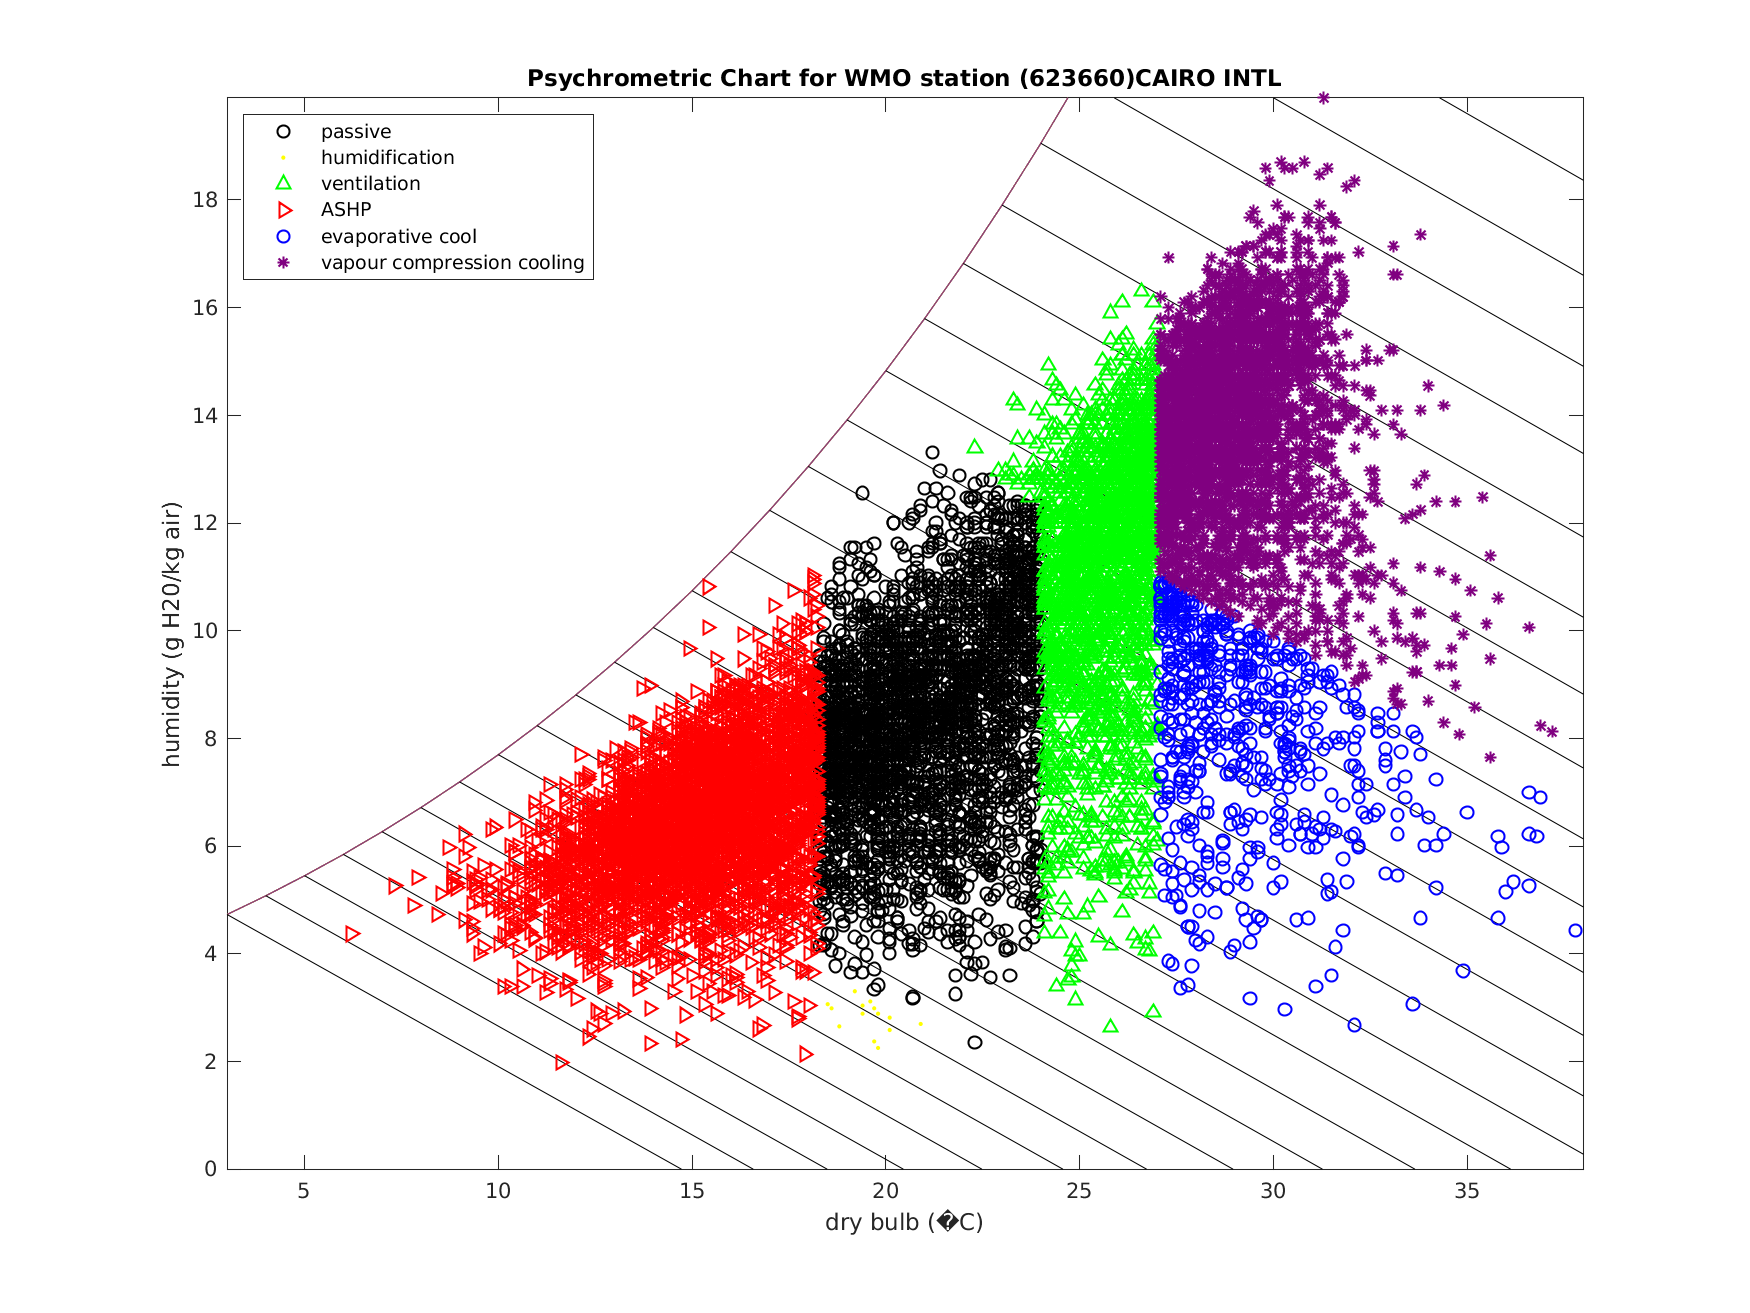 Psychrometric Chart for WMO station (623660)CAIRO INTL
passive
humidification
ventilation
ASHP
evaporative cool
vapour compression cooling
humidity (g H20/kg air)
18
16
14
12
10
8
6
4
2
0
5 10 15 20 25 30 35
dry bulb (�C)